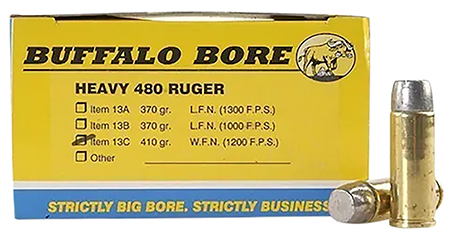 BUFFALO BORE
HEAVY 480 RUGER
Item 13A 370 gr. L.F.N. (1300 F.P.S.)
Item 13B 370 gr. L.F.N. (1000 F.P.S.)
Item 13C 410 gr. W.F.N. (1200 F.P.S.)
Other
STRICTLY BIG BORE. STRICTLY BUSINESS